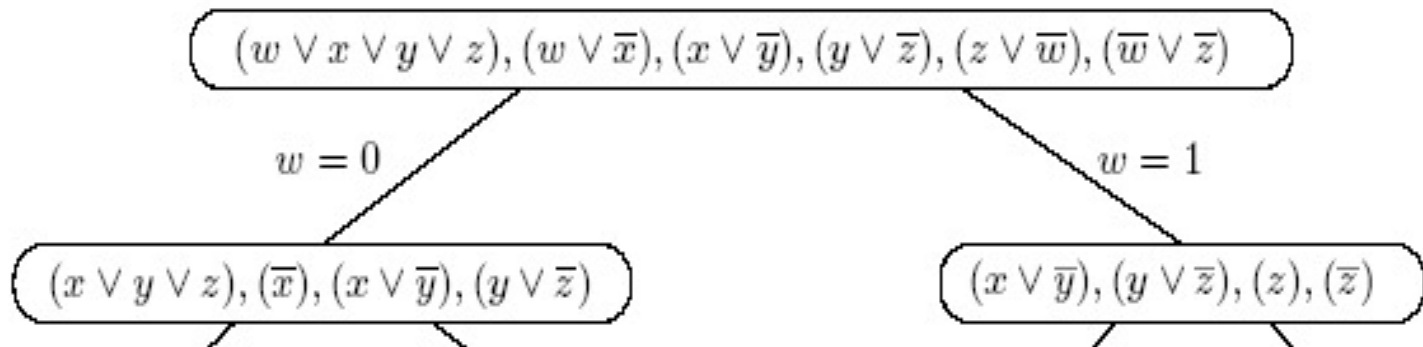 (w ∨ x ∨ y ∨ z), (w ∨ x̅), (x ∨ y̅), (y ∨ z̅), (z ∨ w̅), (w̅ ∨ z̅)
w = 0 w = 1
(x ∨ y ∨ z), (x̅), (x ∨ y̅), (y ∨ z̅) (x ∨ y̅), (y ∨ z̅), (z), (z̅)